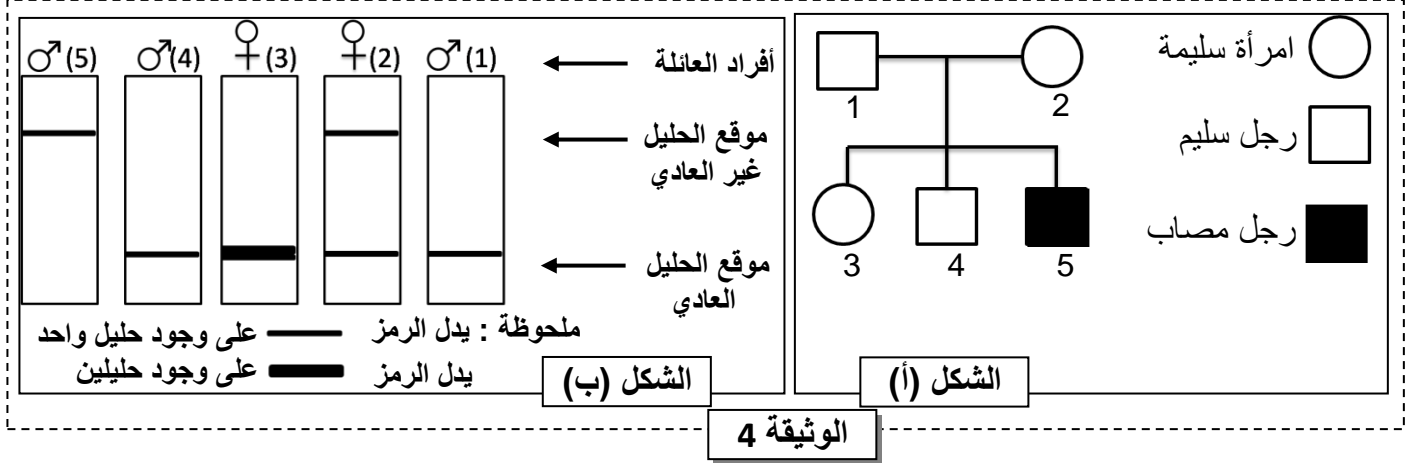 امرأة سليمة
رجل سليم
رجل مصاب
1
2
3
4
5
الشكل (أ)
♂(5) ♂(4) ♀(3) ♀(2) ♂(1)
أفراد العائلة
موقع الحليل
غير العادي
موقع الحليل
العادي
ملحوظة : يدل الرمز على وجود حليل واحد
يدل الرمز على وجود حليلين
الشكل (ب)
الوثيقة 4